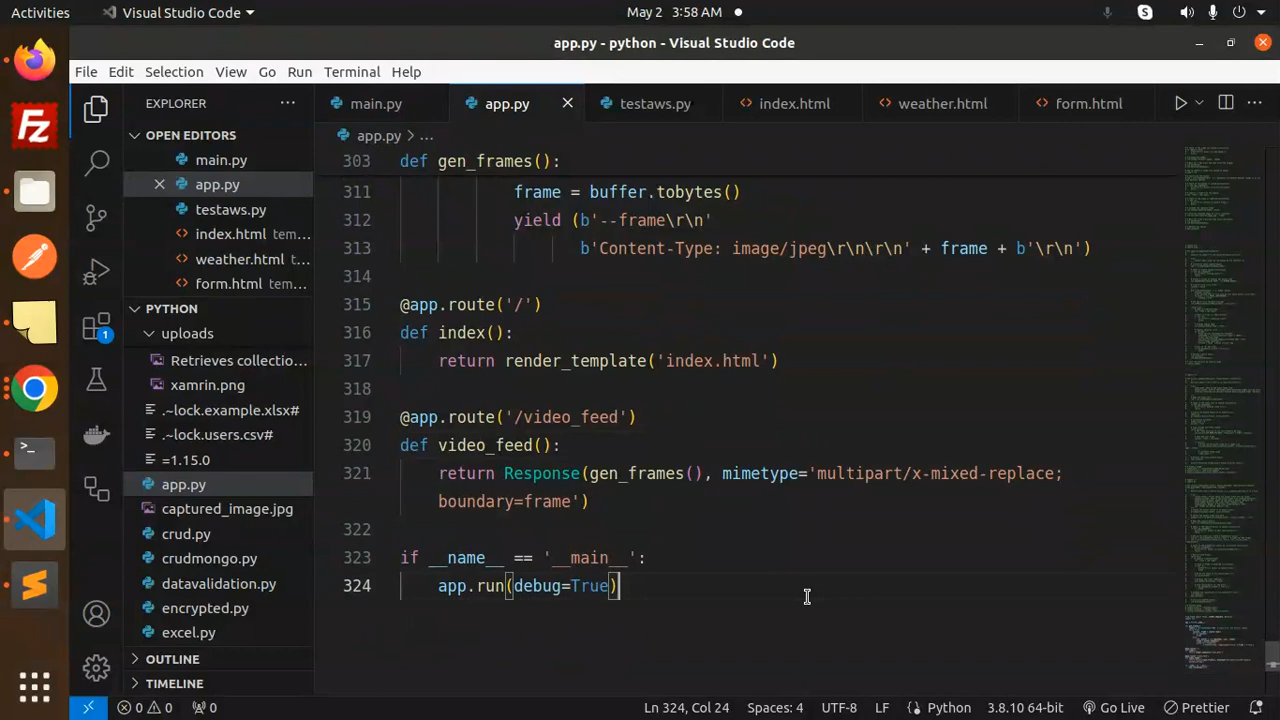 Activities
Visual Studio Code
May 2 3:58 AM
app.py - python - Visual Studio Code
File Edit Selection View Go Run Terminal Help
EXPLORER
main.py
app.py
testaws.py
index.html
weather.html
form.html
OPEN EDITORS
main.py
app.py
testaws.py
index.html tem...
weather.html tem...
form.html tem...
PYTHON
uploads
Retrieves collectio...
xamrin.png
.~lock.example.xlsx#
.~lock.users.csv#
=1.15.0
app.py
captured_image.jpg
crud.py
crudmongo.py
datavalidation.py
encrypted.py
excel.py
OUTLINE
TIMELINE
1
app.py > ...
303 def gen_frames():
311 frame = buffer.tobytes()
312 yield (b'--frame\r\n'
313 b'Content-Type: image/jpeg\r\n\r\n' + frame + b'\r\n')
314
315 @app.route('/')
316 def index():
317 return render_template('index.html')
318
319 @app.route('/video_feed')
320 def video_feed():
321 return Response(gen_frames(), mimetype='multipart/x-mixed-replace;
boundary=frame')
322
323 if __name__ == '__main__':
324 app.run(debug=True)
0 0 0
Ln 324, Col 24 Spaces: 4 UTF-8 LF Python 3.8.10 64-bit Go Live Prettier